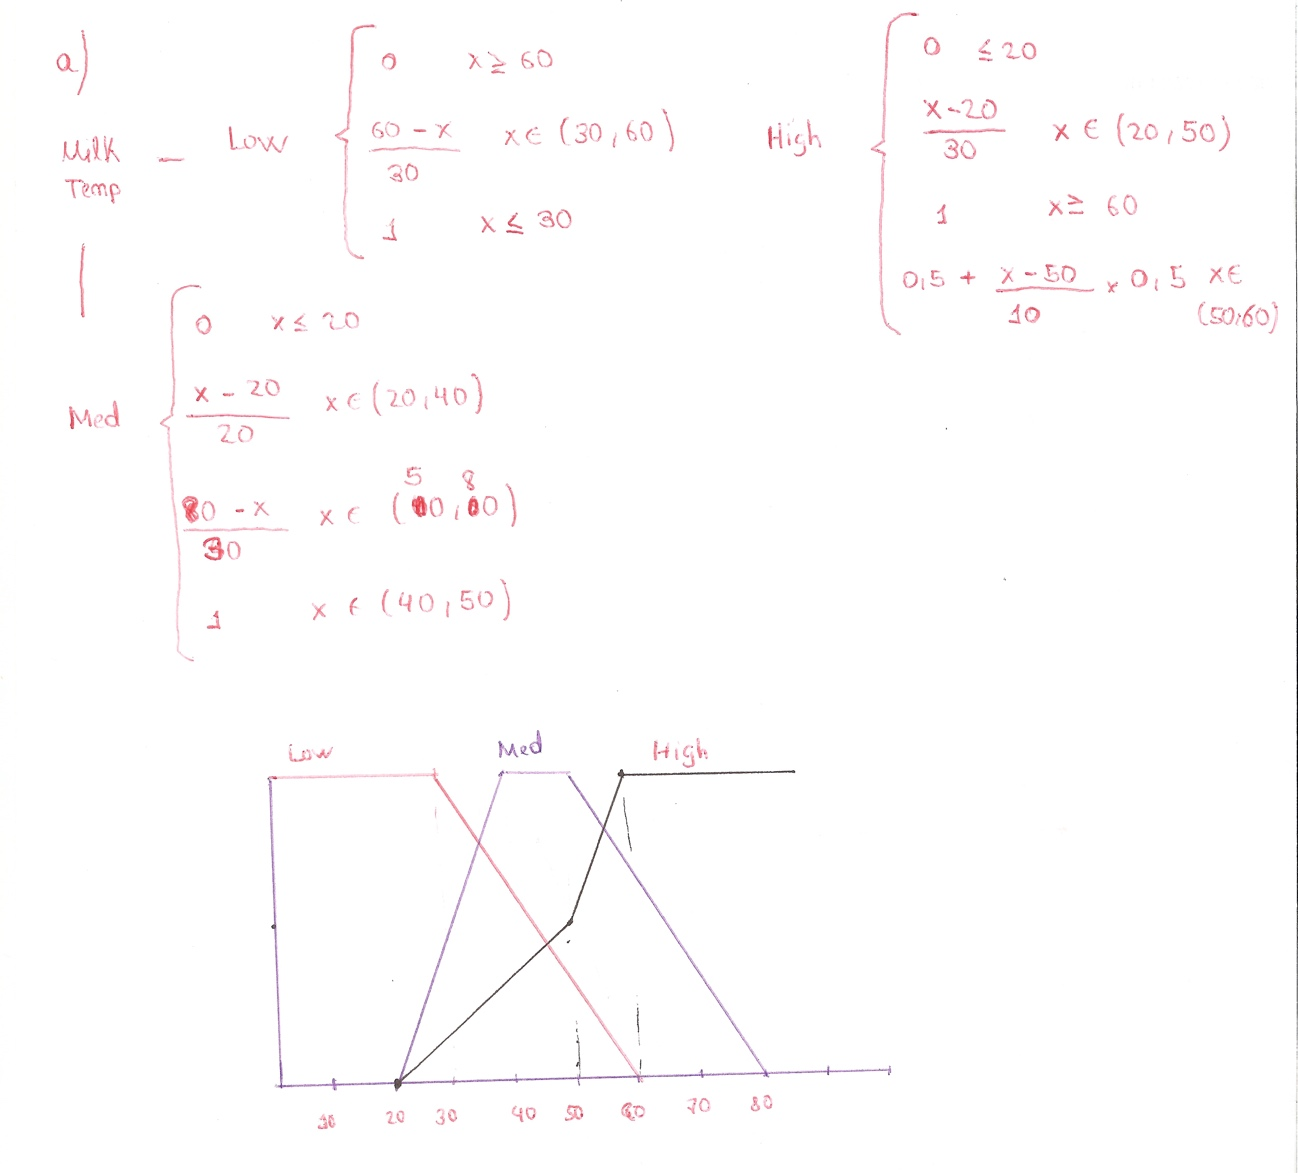 a)
Milk Temp – Low { 0 x ≥ 60
60 - x / 30 x ∈ (30, 60)
1 x ≤ 30
High { 0 ≤ 20
x - 20 / 30 x ∈ (20, 50)
1 x ≥ 60
0,5 + x - 50 / 10 × 0,5 x ∈ (50; 60)
Med { 0 x ≤ 20
x - 20 / 20 x ∈ (20, 40)
80 - x / 30 x ∈ (50, 80)
1 x ∈ (40, 50)
Low Med High
10 20 30 40 50 60 70 80